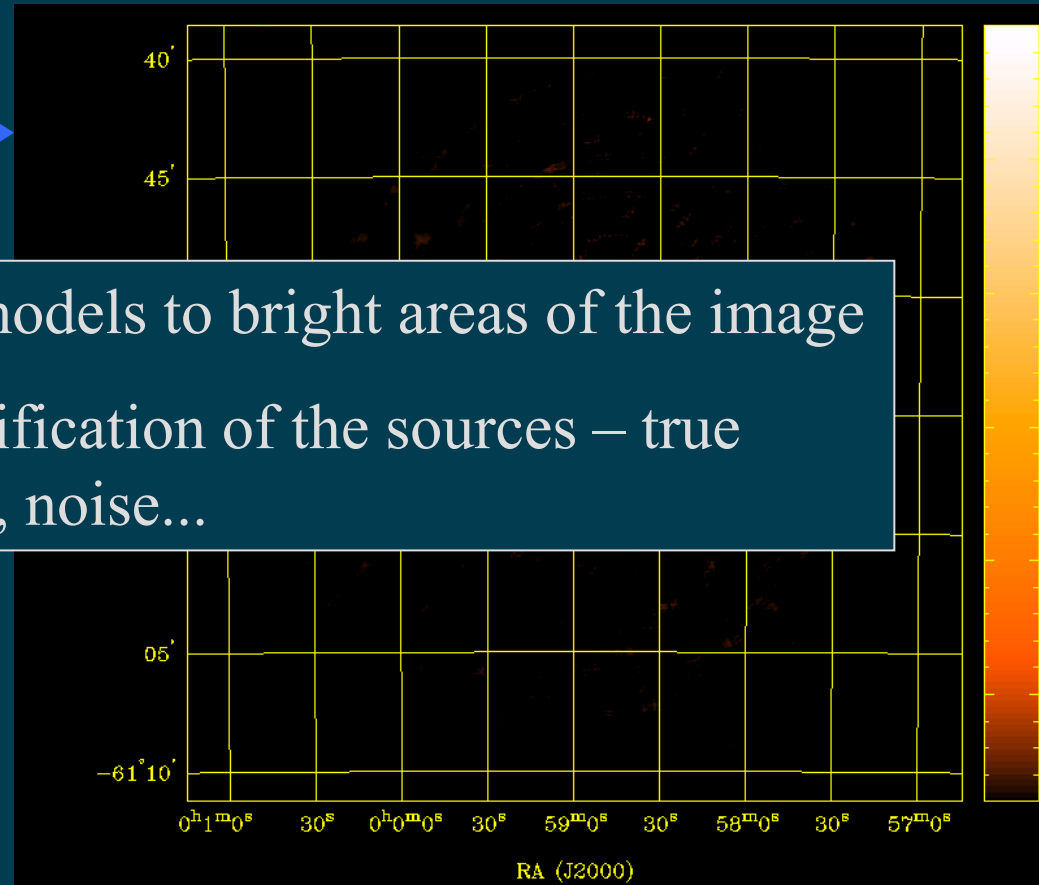 40′
45′
models to bright areas of the image
ification of the sources – true
, noise...
05′
−61°10′
0ʰ1ᵐ0ˢ 30ˢ 0ʰ0ᵐ0ˢ 30ˢ 59ᵐ0ˢ 30ˢ 58ᵐ0ˢ 30ˢ 57ᵐ0ˢ
RA (J2000)